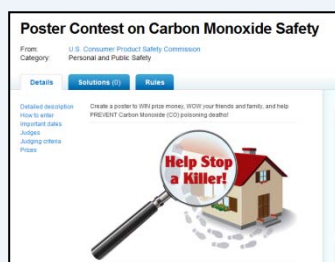 Poster Contest on Carbon Monoxide Safety
From: U.S. Consumer Product Safety Commission
Category: Personal and Public Safety
Details Solutions (0) Rules
Detailed description
How to enter
Important dates
Judges
Judging criteria
Prizes
Create a poster to WIN prize money, WOW your friends and family, and help
PREVENT Carbon Monoxide (CO) poisoning deaths!
Help Stop
a Killer!